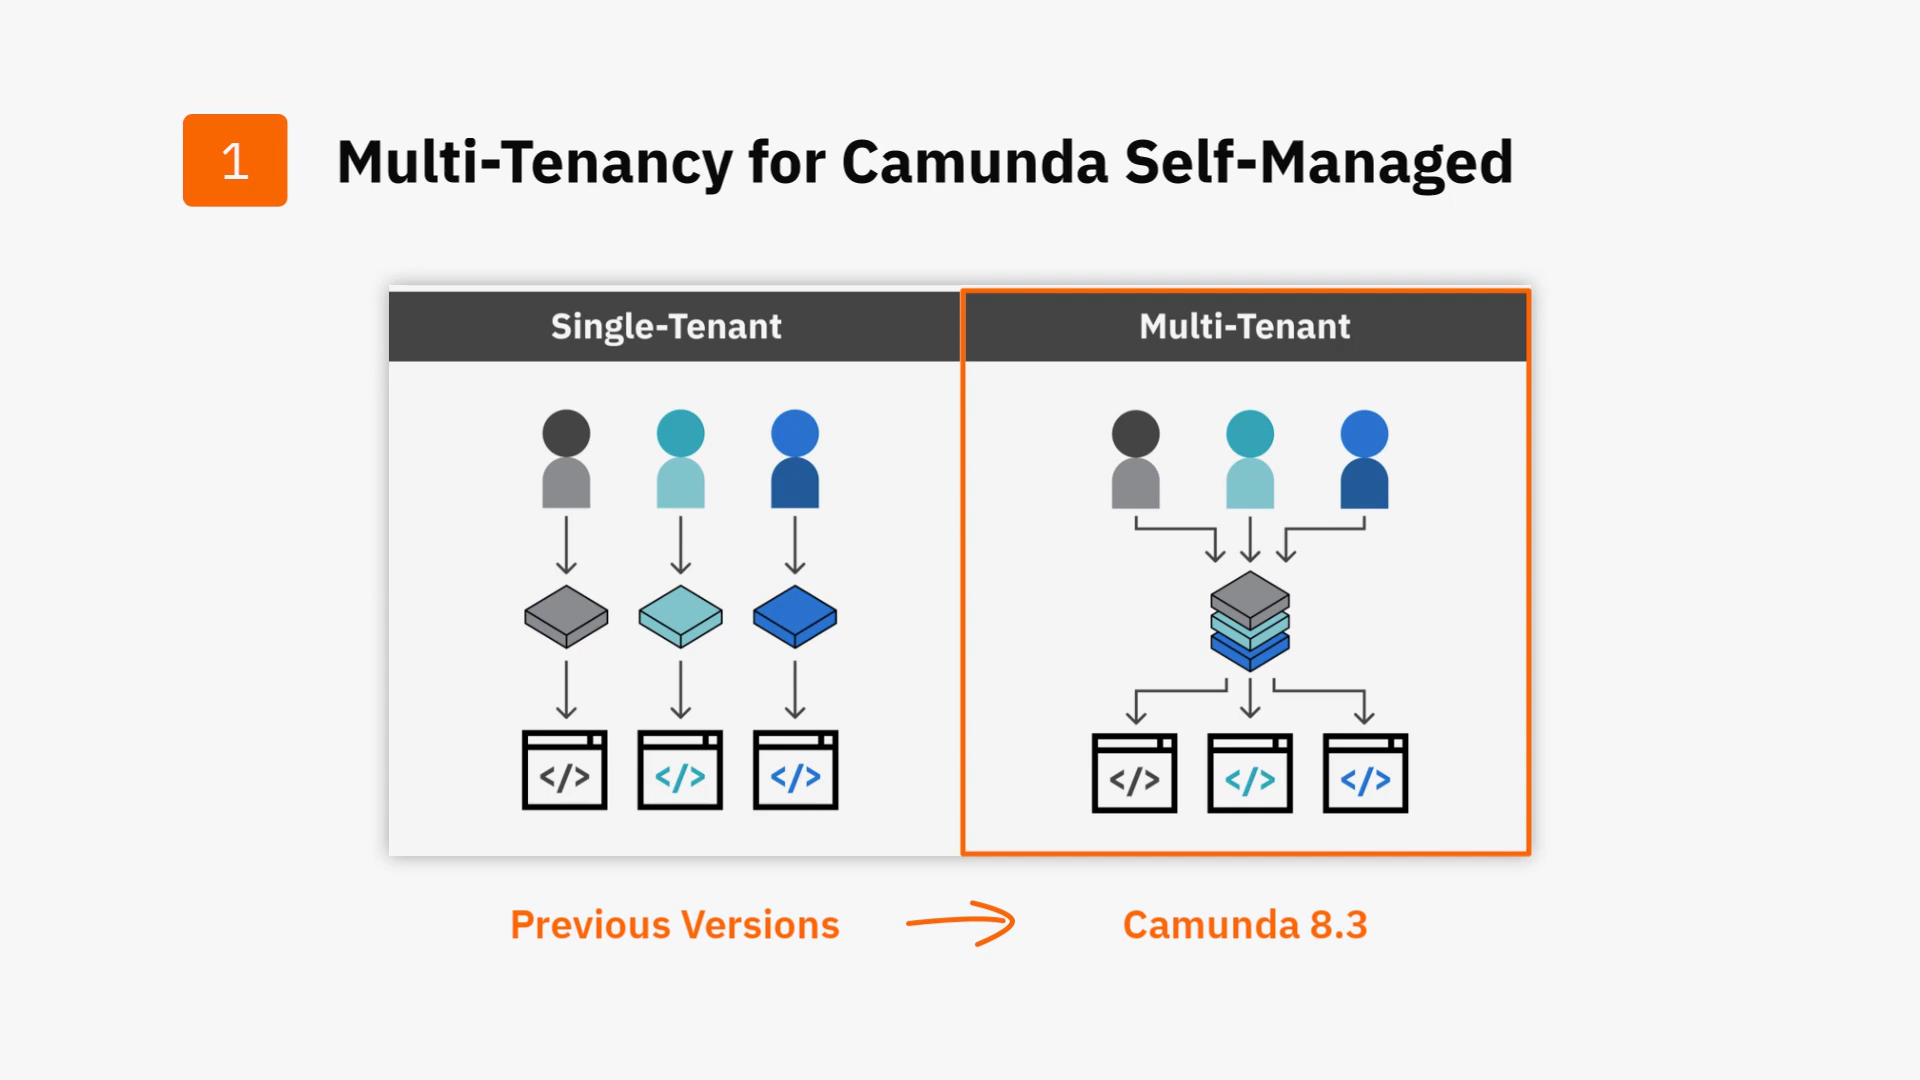 1
Multi-Tenancy for Camunda Self-Managed
Single-Tenant
Multi-Tenant
</> </> </>
</> </> </>
Previous Versions
Camunda 8.3